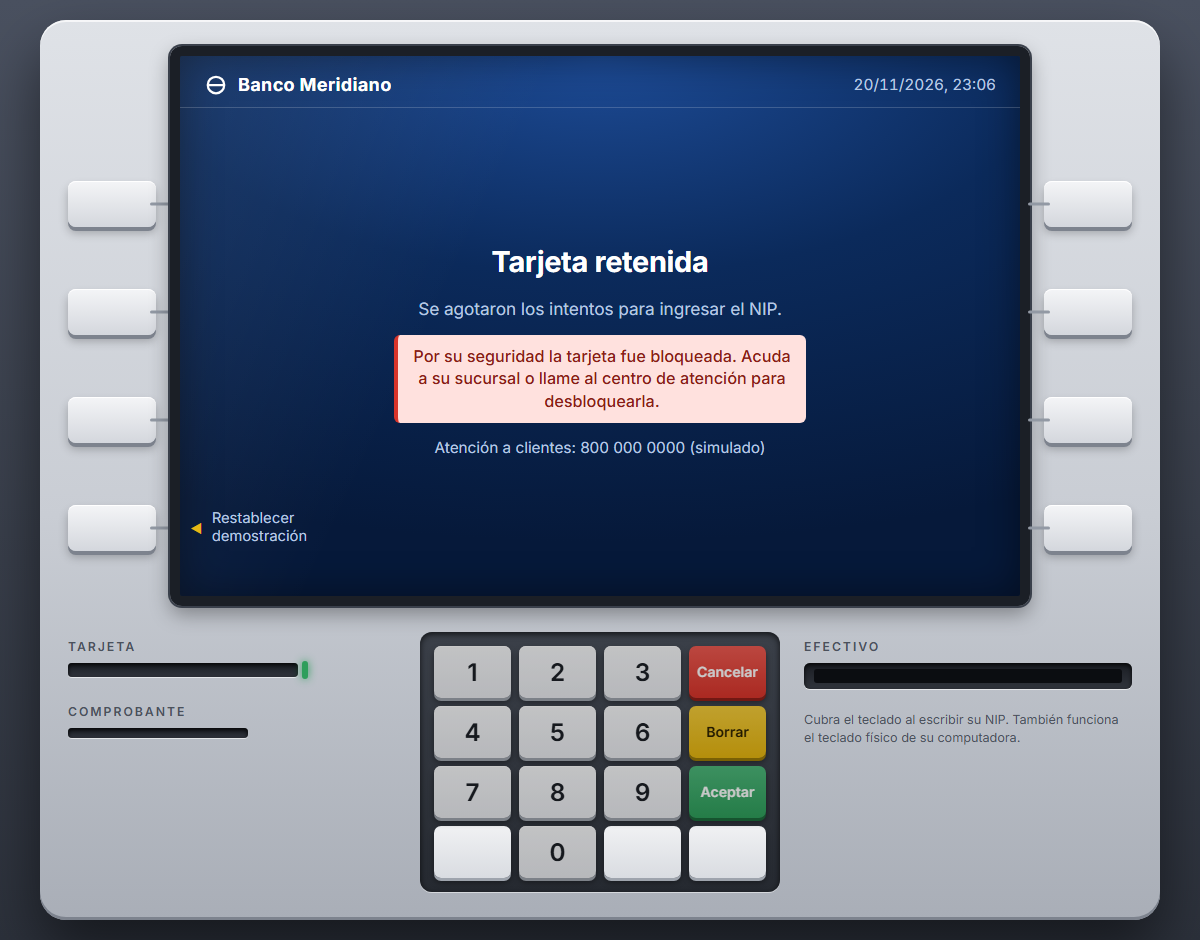 Banco Meridiano
20/11/2026, 23:06
Tarjeta retenida
Se agotaron los intentos para ingresar el NIP.
Por su seguridad la tarjeta fue bloqueada. Acuda
a su sucursal o llame al centro de atención para
desbloquearla.
Atención a clientes: 800 000 0000 (simulado)
Restablecer
demostración
TARJETA
COMPROBANTE
1 2 3 Cancelar
4 5 6 Borrar
7 8 9 Aceptar
0
EFECTIVO
Cubra el teclado al escribir su NIP. También funciona
el teclado físico de su computadora.